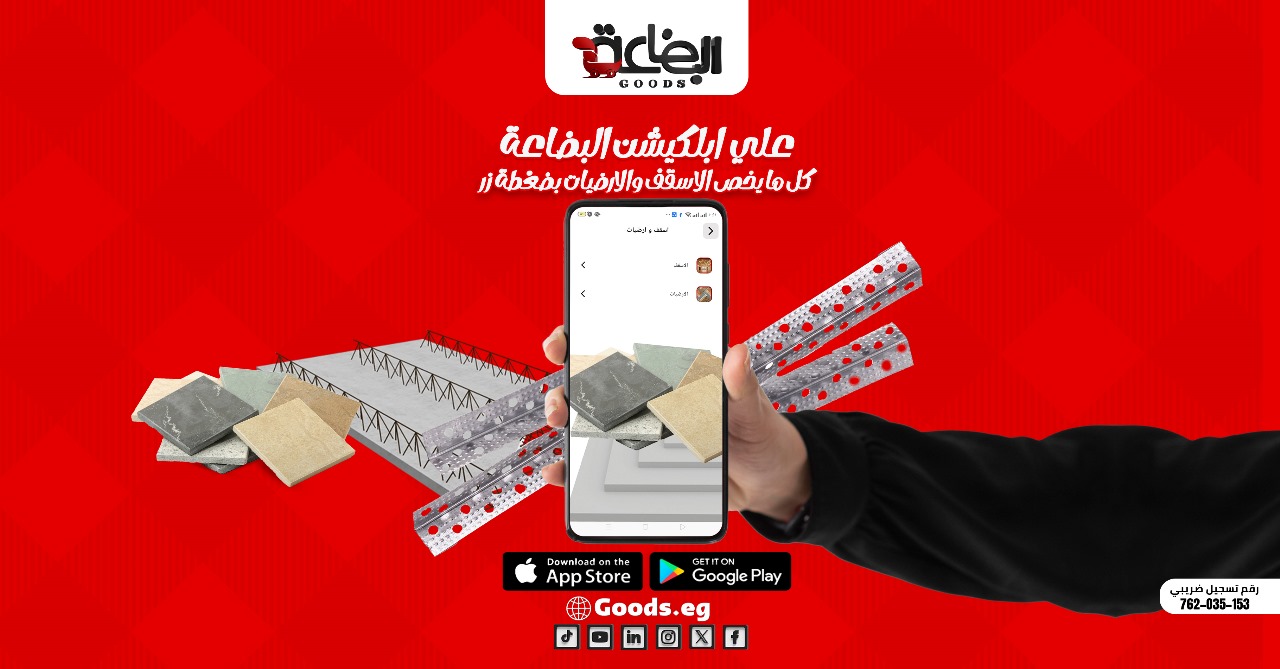 البضاعة
GOODS
علي ابلكيشن البضاعة
كل ما يخص الاسقف والارضيات بضغطة زر
اسقف و ارضيات
الاسقف
الارضيات
Download on the
App Store
GET IT ON
Google Play
Goods.eg
رقم تسجيل ضريبي
762-035-153